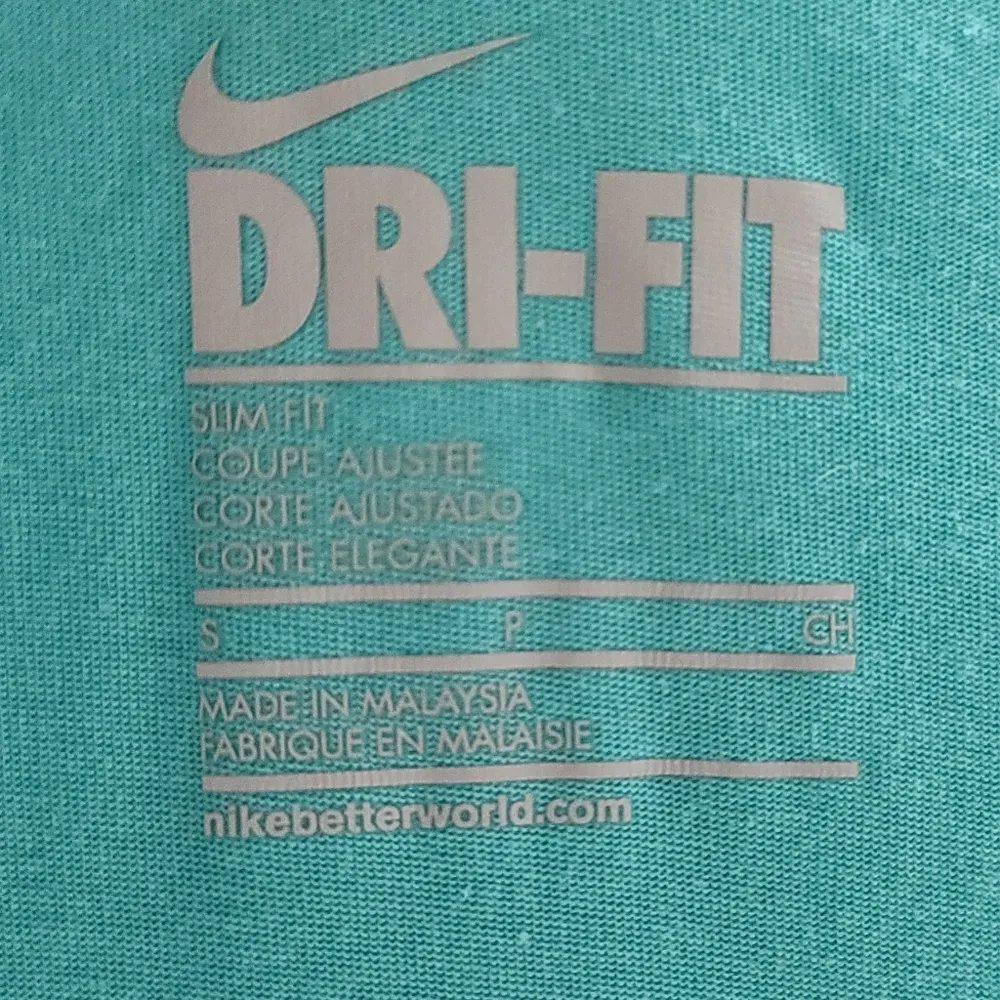 DRI-FIT
SLIM FIT
COUPE AJUSTEE
CORTE AJUSTADO
CORTE ELEGANTE
S P CH
MADE IN MALAYSIA
FABRIQUE EN MALAISIE
nikebetterworld.com